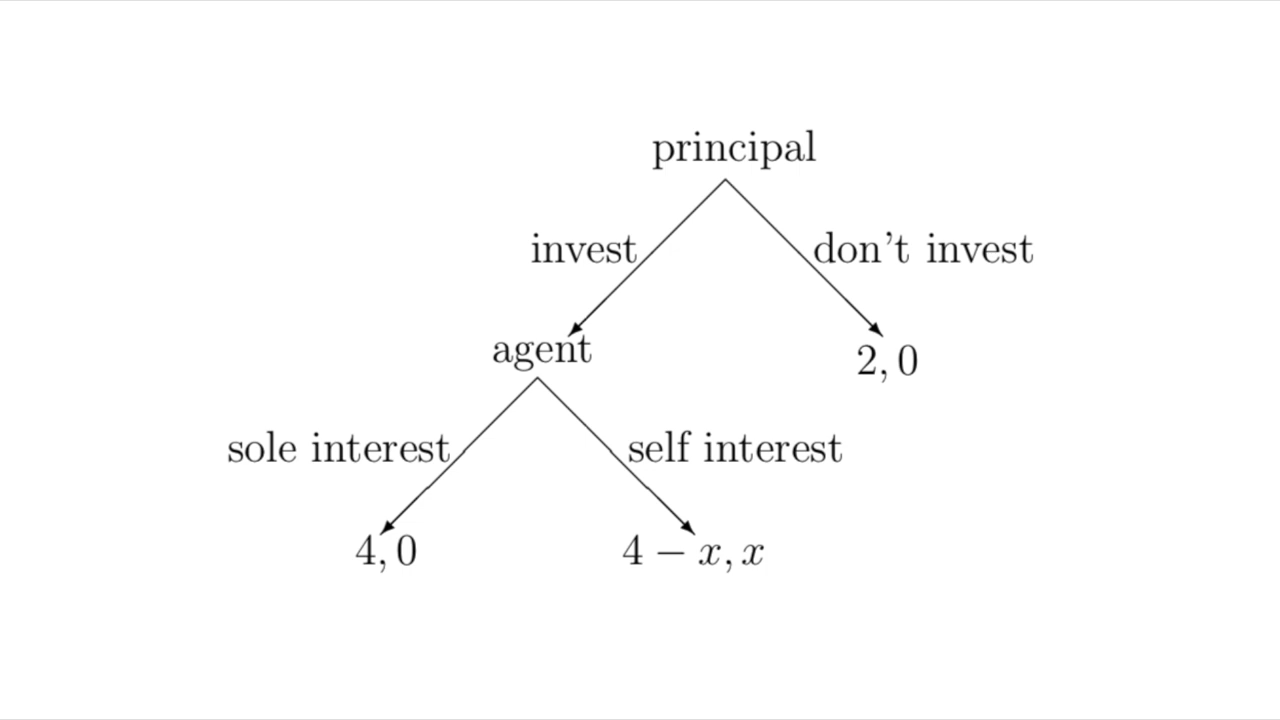 principal
invest
don't invest
agent
2, 0
sole interest
self interest
4, 0
4 − x, x